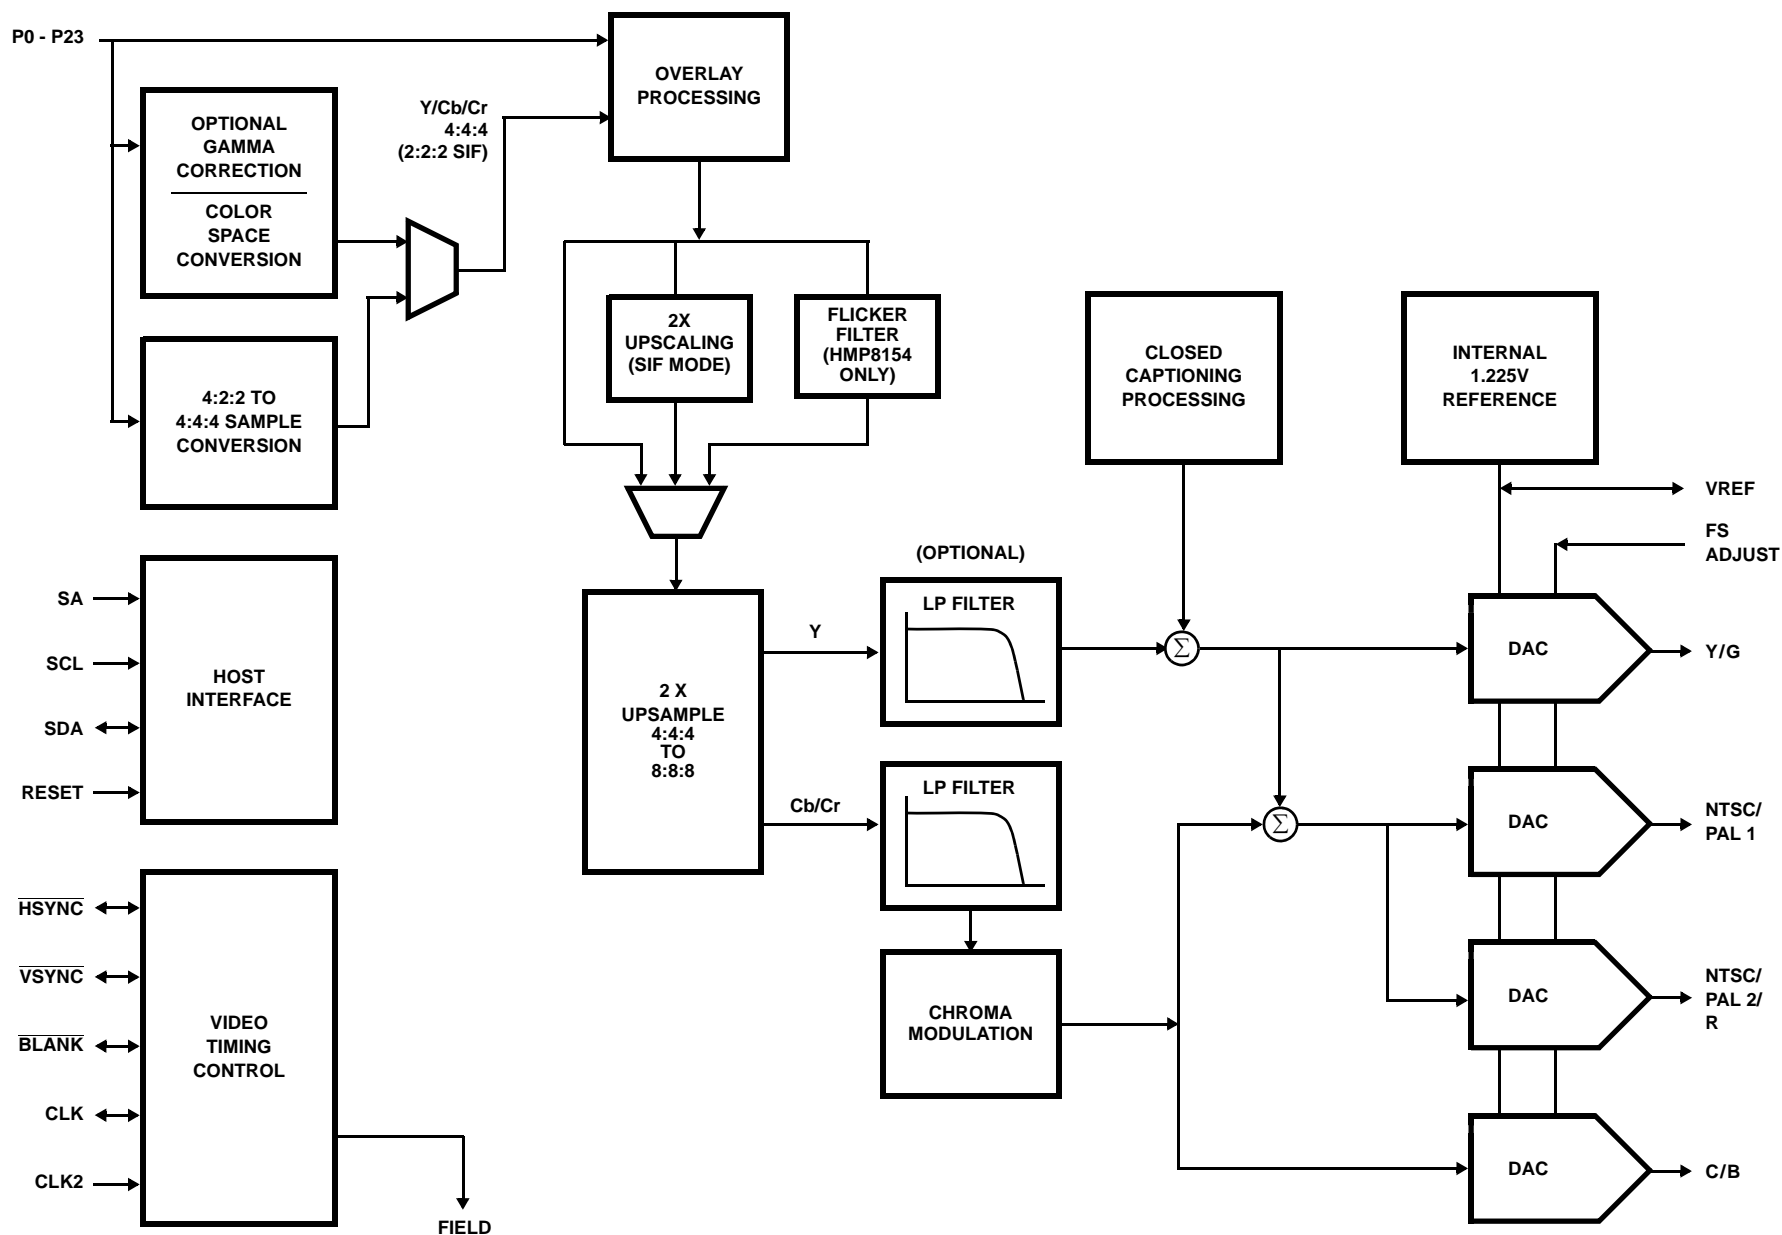 P0 - P23
OVERLAY
PROCESSING
OPTIONAL
GAMMA
CORRECTION
COLOR
SPACE
CONVERSION
Y/Cb/Cr
4:4:4
(2:2:2 SIF)
4:2:2 TO
4:4:4 SAMPLE
CONVERSION
2X
UPSCALING
(SIF MODE)
FLICKER
FILTER
(HMP8154
ONLY)
CLOSED
CAPTIONING
PROCESSING
INTERNAL
1.225V
REFERENCE
VREF
FS
ADJUST
SA
SCL
SDA
RESET
HOST
INTERFACE
2 X
UPSAMPLE
4:4:4
TO
8:8:8
Y
Cb/Cr
(OPTIONAL)
LP FILTER
LP FILTER
CHROMA
MODULATION
Σ
Σ
DAC
Y/G
DAC
NTSC/
PAL 1
DAC
NTSC/
PAL 2/
R
DAC
C/B
HSYNC
VSYNC
BLANK
CLK
CLK2
VIDEO
TIMING
CONTROL
FIELD